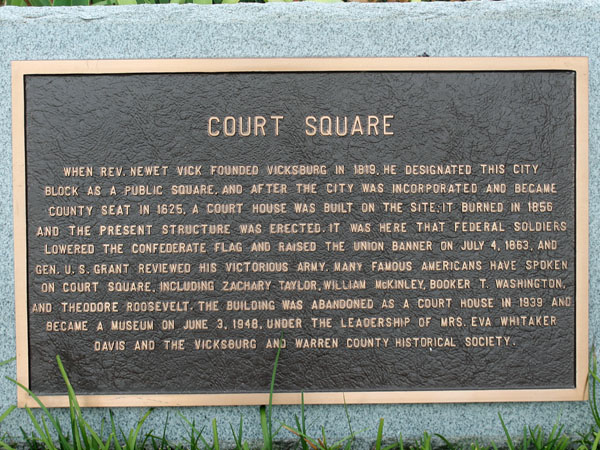 COURT SQUARE
WHEN REV. NEWET VICK FOUNDED VICKSBURG IN 1819, HE DESIGNATED THIS CITY
BLOCK AS A PUBLIC SQUARE, AND AFTER THE CITY WAS INCORPORATED AND BECAME
COUNTY SEAT IN 1825, A COURT HOUSE WAS BUILT ON THE SITE; IT BURNED IN 1856
AND THE PRESENT STRUCTURE WAS ERECTED. IT WAS HERE THAT FEDERAL SOLDIERS
LOWERED THE CONFEDERATE FLAG AND RAISED THE UNION BANNER ON JULY 4, 1863, AND
GEN. U. S. GRANT REVIEWED HIS VICTORIOUS ARMY. MANY FAMOUS AMERICANS HAVE SPOKEN
ON COURT SQUARE, INCLUDING ZACHARY TAYLOR, WILLIAM McKINLEY, BOOKER T. WASHINGTON,
AND THEODORE ROOSEVELT. THE BUILDING WAS ABANDONED AS A COURT HOUSE IN 1939 AND
BECAME A MUSEUM ON JUNE 3, 1948, UNDER THE LEADERSHIP OF MRS. EVA WHITAKER
DAVIS AND THE VICKSBURG AND WARREN COUNTY HISTORICAL SOCIETY.